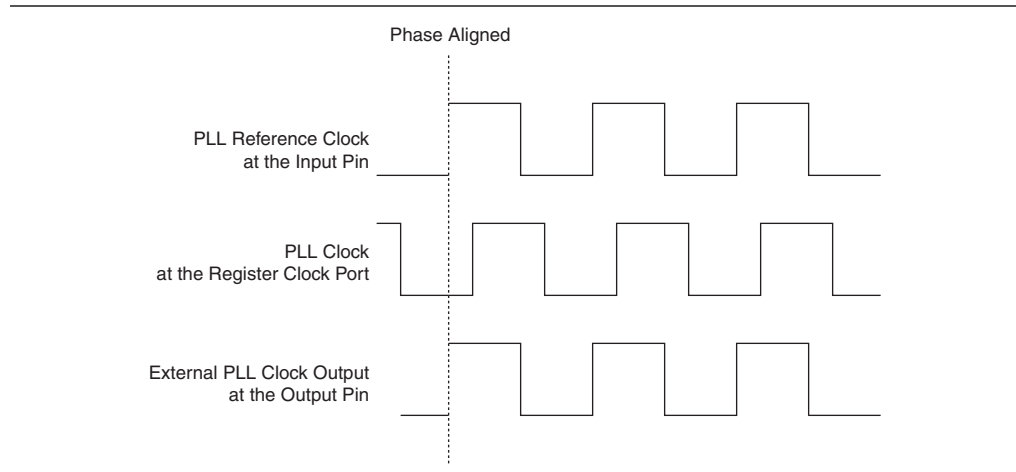 Phase Aligned
PLL Reference Clock
at the Input Pin
PLL Clock
at the Register Clock Port
External PLL Clock Output
at the Output Pin